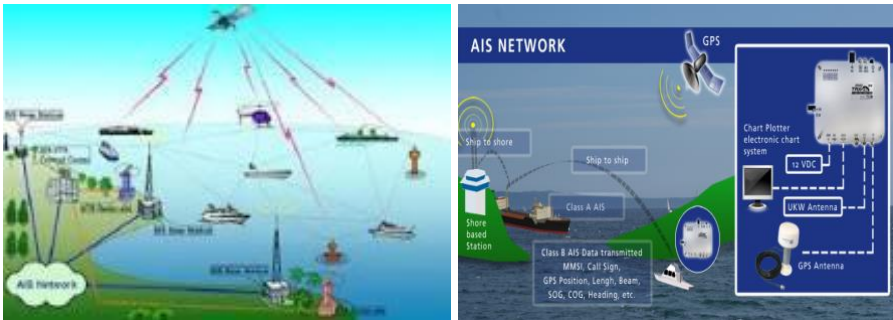 AIS Network
AIS NETWORK
GPS
Ship to shore
Ship to ship
Class A AIS
Shore
based
Station
Class B AIS Data transmitted
MMSI, Call Sign,
GPS Position, Lengh, Beam,
SOG, COG, Heading, etc.
Chart Plotter
electronic chart
system
12 VDC
UKW Antenna
GPS Antenna